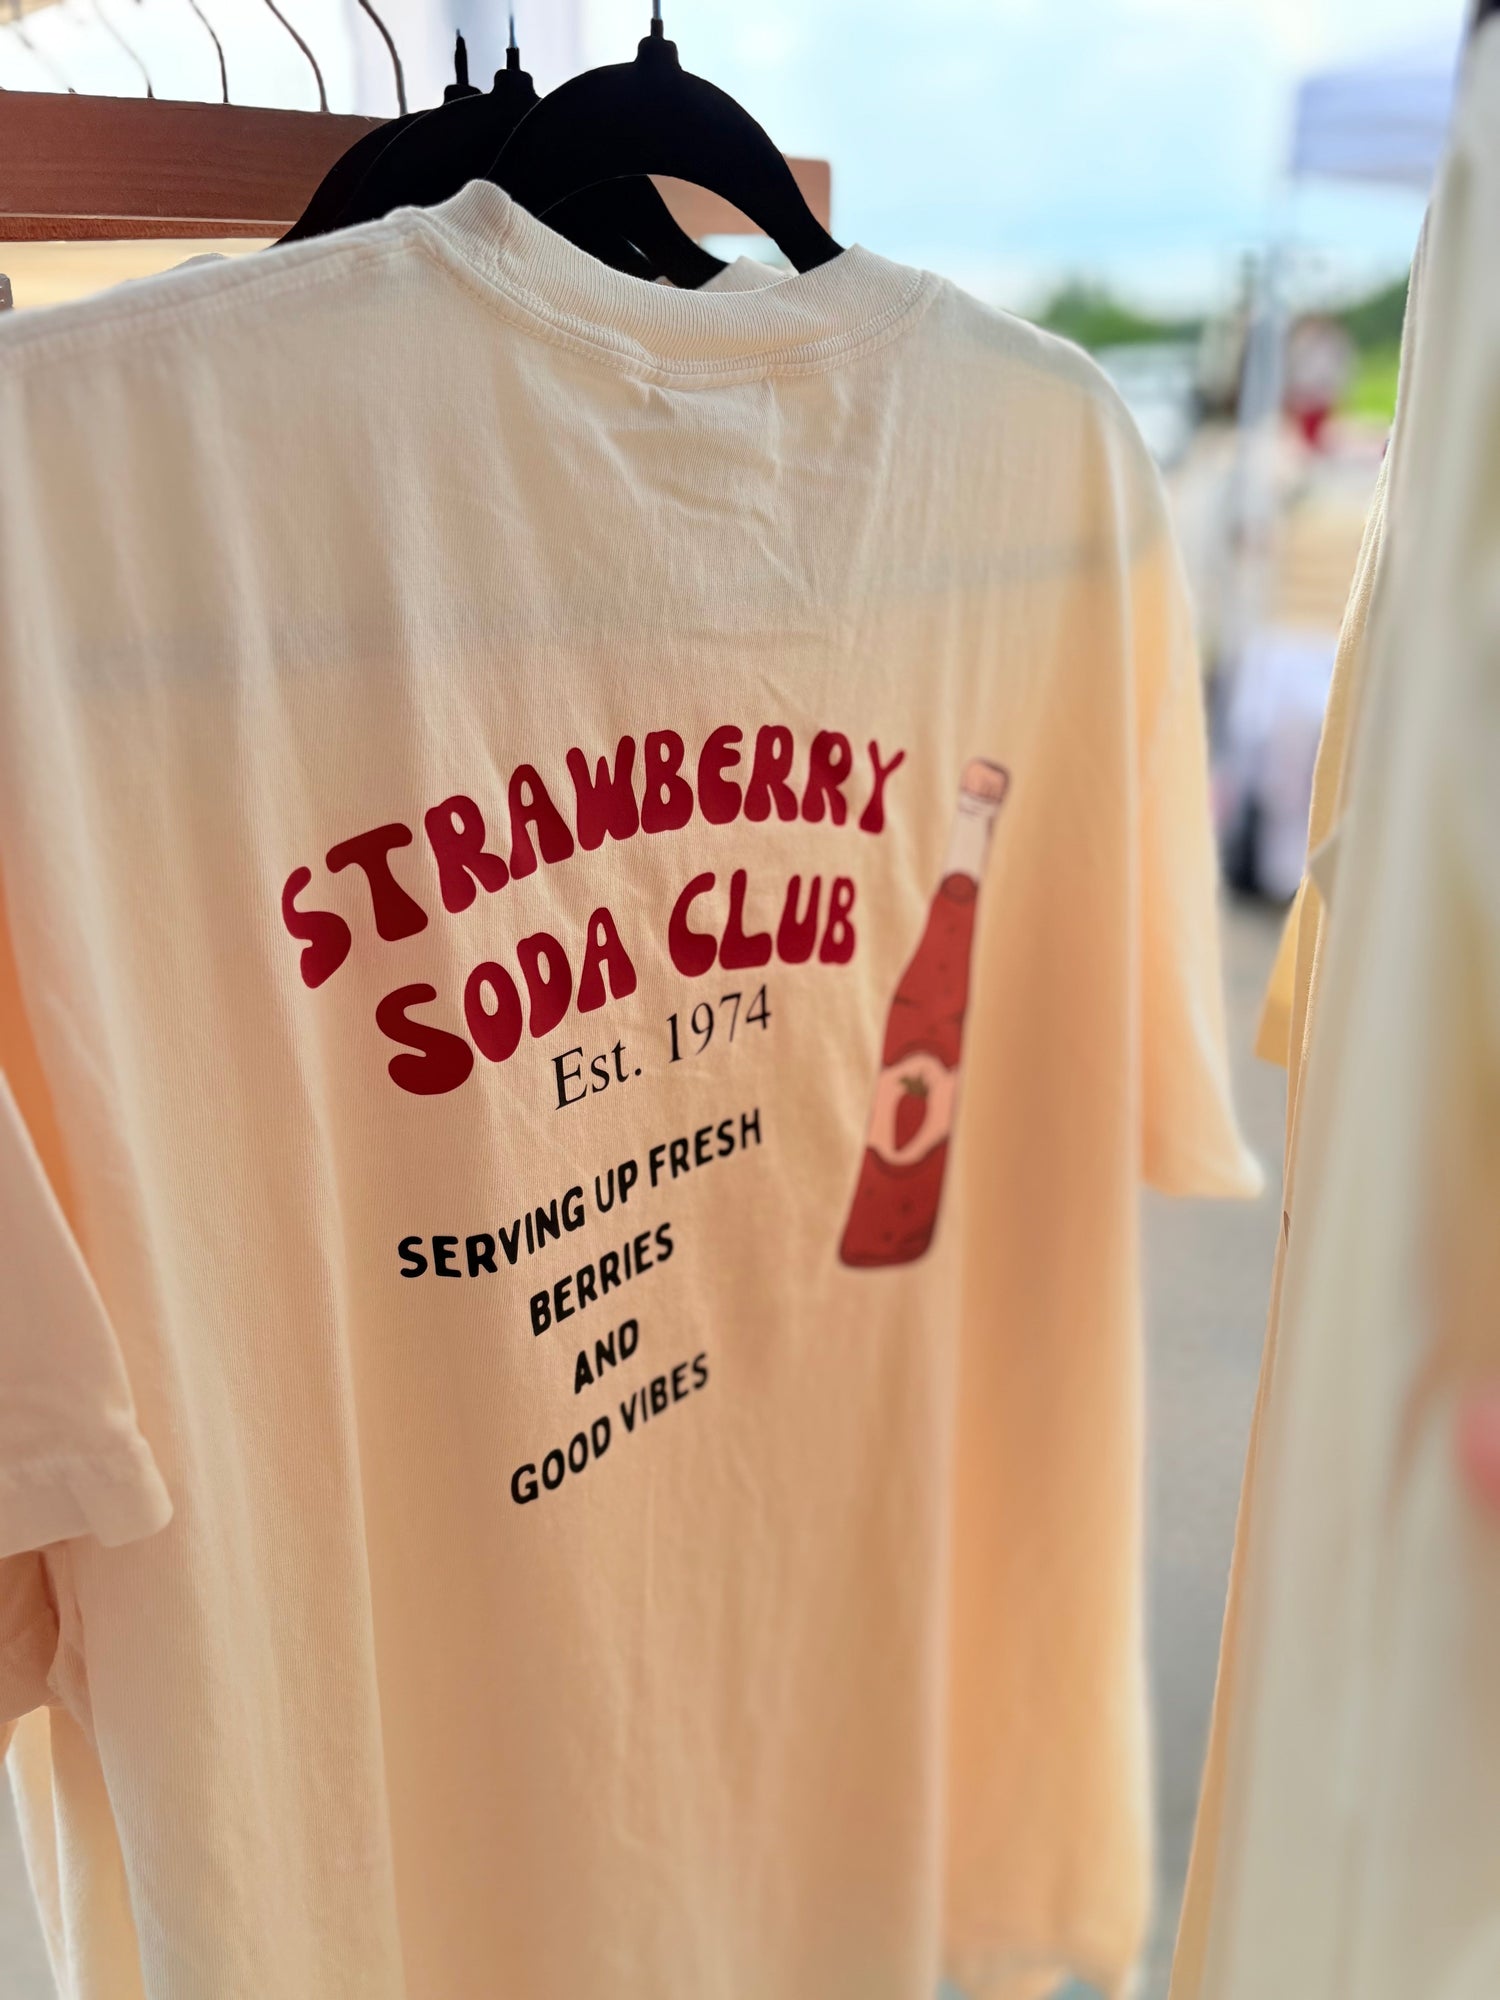 STRAWBERRY
SODA CLUB
Est. 1974
SERVING UP FRESH
BERRIES
AND
GOOD VIBES